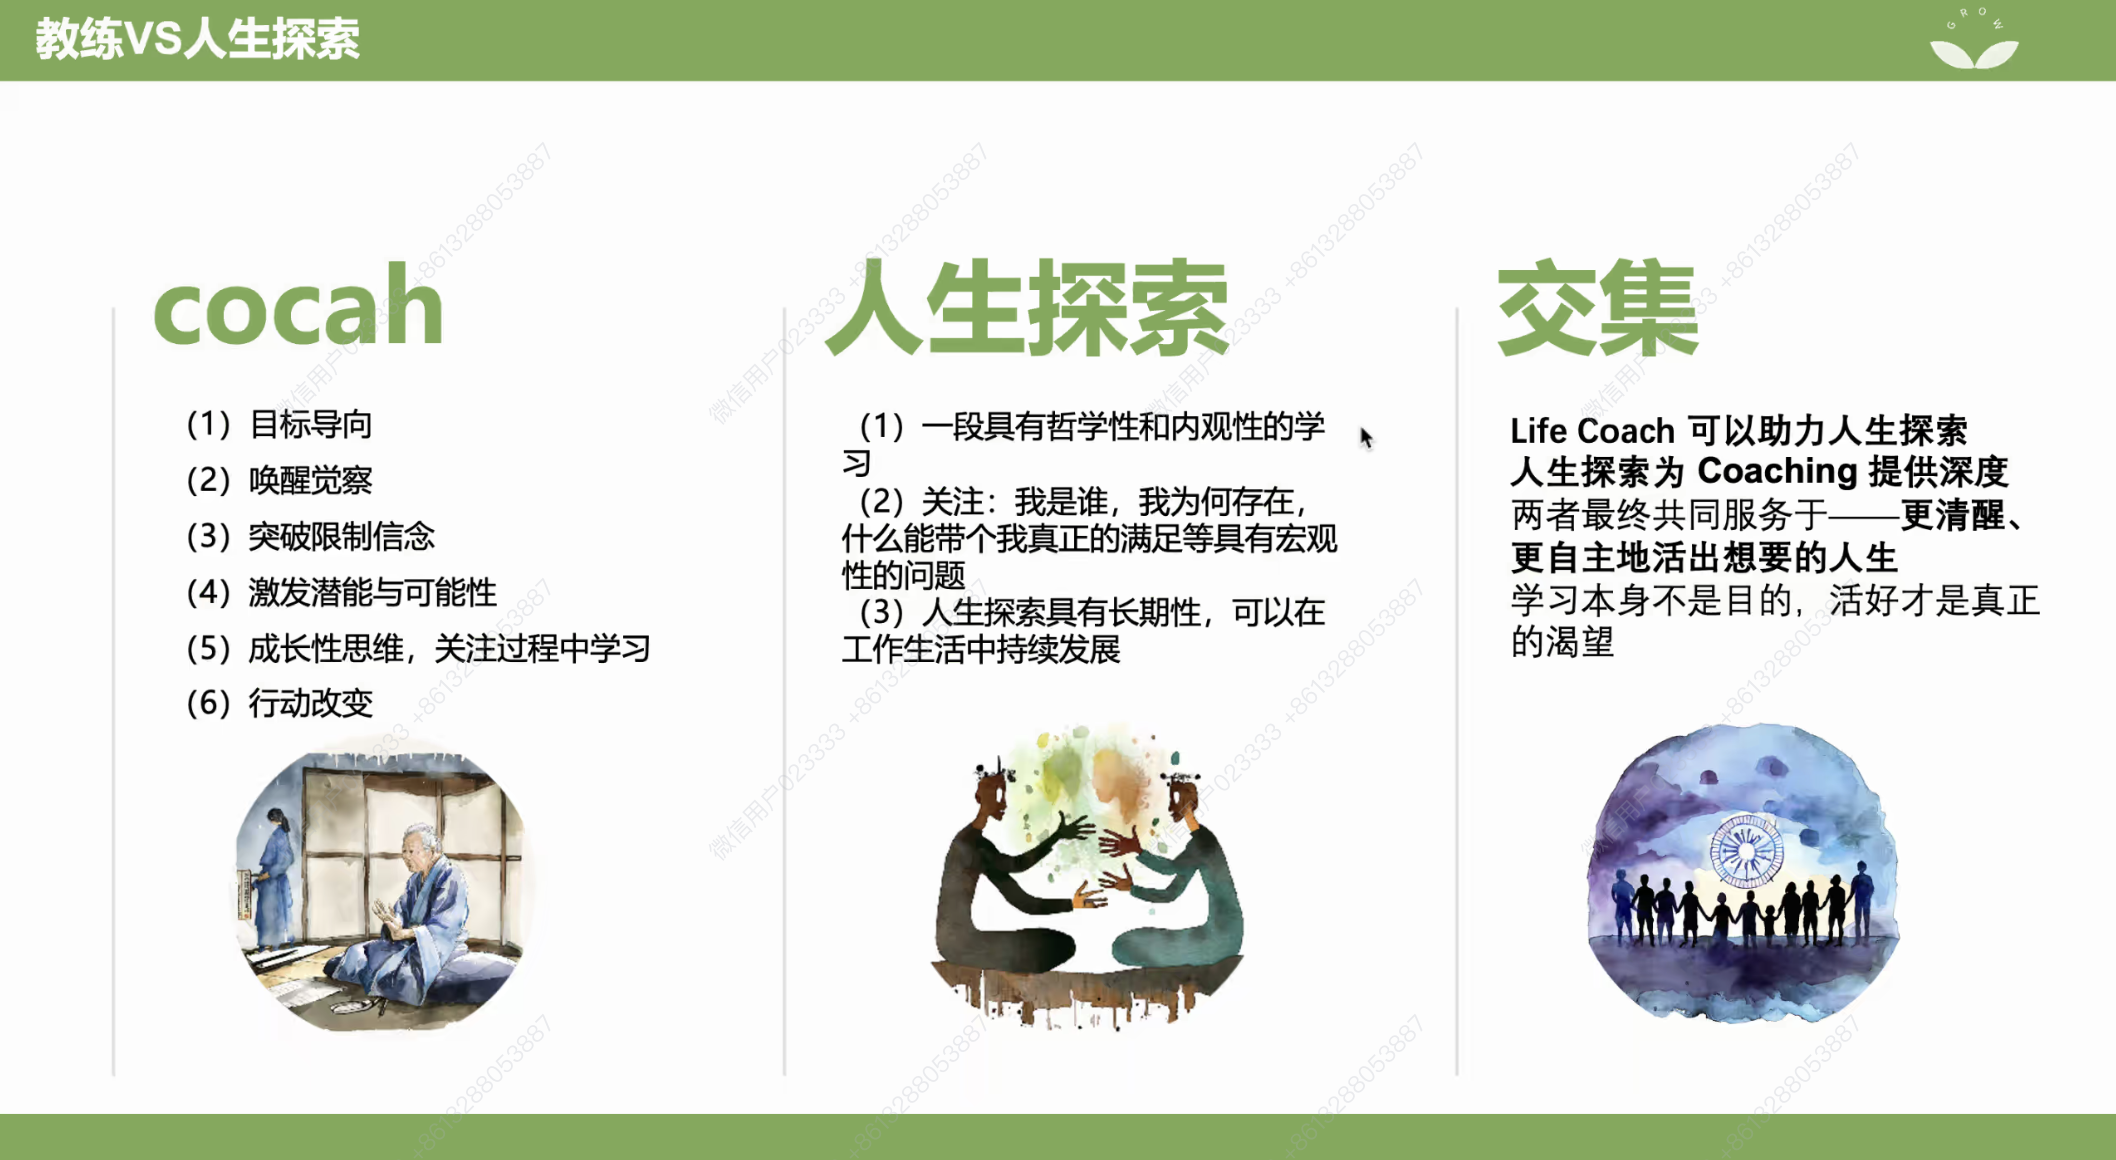 教练VS人生探索
GROW
cocah
(1) 目标导向
(2) 唤醒觉察
(3) 突破限制信念
(4) 激发潜能与可能性
(5) 成长性思维，关注过程中学习
(6) 行动改变
人生探索
(1) 一段具有哲学性和内观性的学
习
(2) 关注：我是谁，我为何存在，
什么能带个我真正的满足等具有宏观
性的问题
(3) 人生探索具有长期性，可以在
工作生活中持续发展
交集
Life Coach 可以助力人生探索
人生探索为 Coaching 提供深度
两者最终共同服务于——更清醒、
更自主地活出想要的人生
学习本身不是目的，活好才是真正
的渴望
微信用户023333 +8613288053887